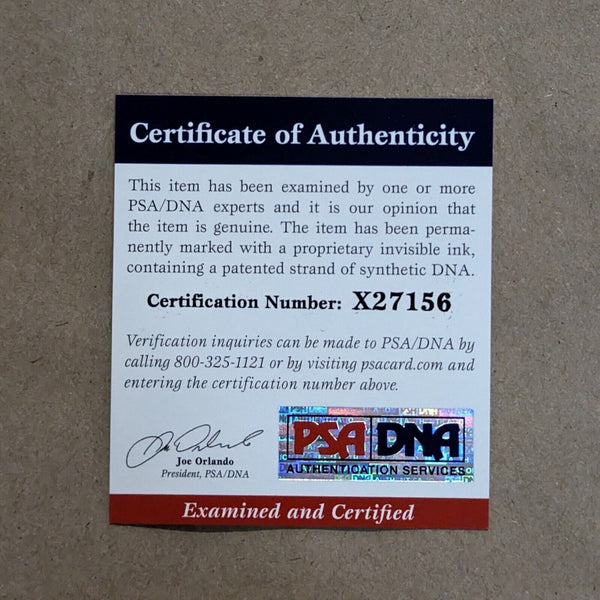 Certificate of Authenticity
This item has been examined by one or more
PSA/DNA experts and it is our opinion that
the item is genuine. The item has been perma-
nently marked with a proprietary invisible ink,
containing a patented strand of synthetic DNA.
Certification Number: X27156
Verification inquiries can be made to PSA/DNA by
calling 800-325-1121 or by visiting psacard.com and
entering the certification number above.
Joe Orlando
President, PSA/DNA
PSA DNA
AUTHENTICATION SERVICES
Examined and Certified